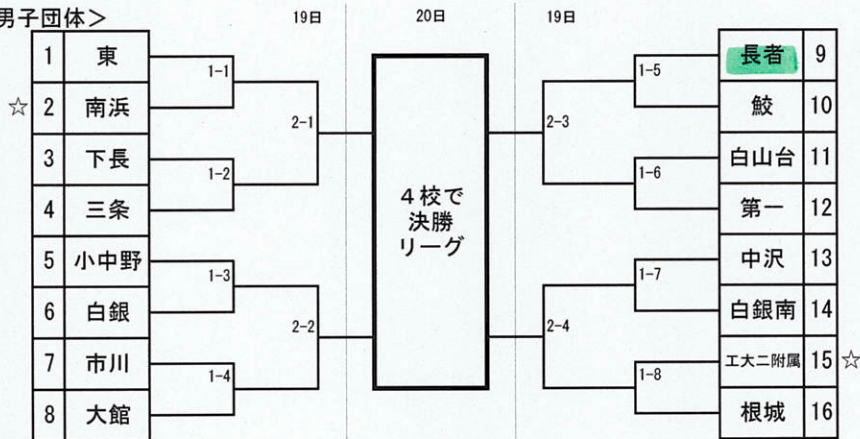 男子団体＞
19日 20日 19日
1 東
☆ 2 南浜
3 下長
4 三条
5 小中野
6 白銀
7 市川
8 大館
1-1
1-2
1-3
1-4
2-1
2-2
4校で
決勝
リーグ
2-3
2-4
1-5
1-6
1-7
1-8
長者 9
鮫 10
白山台 11
第一 12
中沢 13
白銀南 14
工大二附属 15 ☆
根城 16